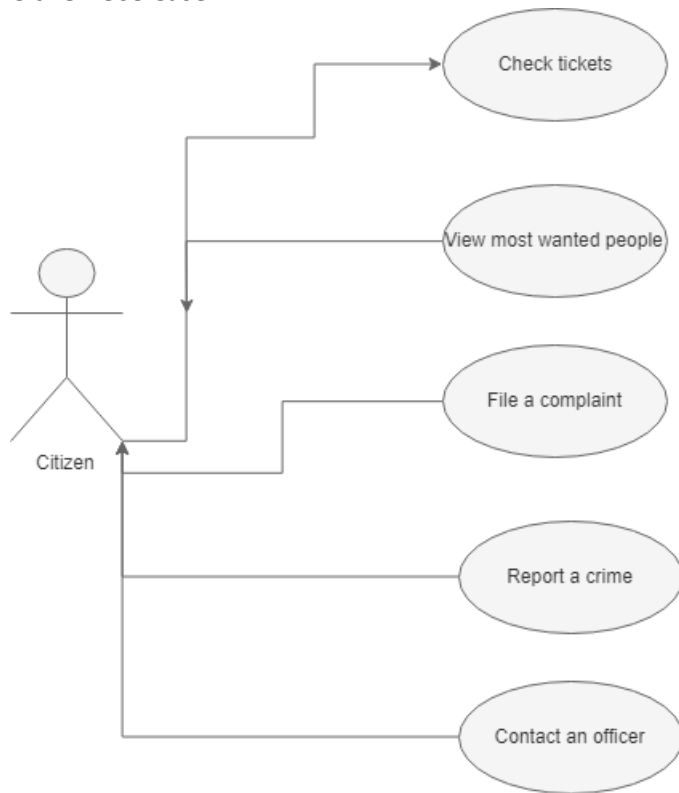 Check tickets
View most wanted people
File a complaint
Citizen
Report a crime
Contact an officer